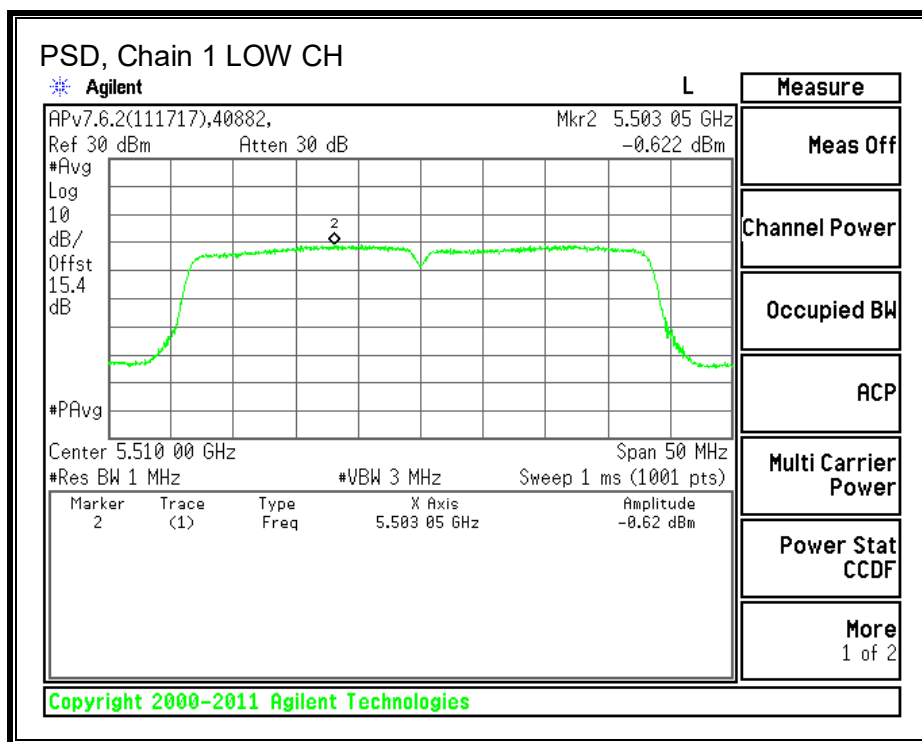 PSD, Chain 1 LOW CH
Agilent L Measure
APv7.6.2(111717),40882, Mkr2 5.503 05 GHz
Ref 30 dBm Atten 30 dB -0.622 dBm
Meas Off
#Avg
Log
10
dB/
Offst
15.4
dB
2
#PAvg
Channel Power
Occupied BW
ACP
Center 5.510 00 GHz Span 50 MHz
#Res BW 1 MHz #VBW 3 MHz Sweep 1 ms (1001 pts)
Multi Carrier
Power
Marker Trace Type X Axis Amplitude
2 (1) Freq 5.503 05 GHz -0.62 dBm
Power Stat
CCDF
More
1 of 2
Copyright 2000-2011 Agilent Technologies